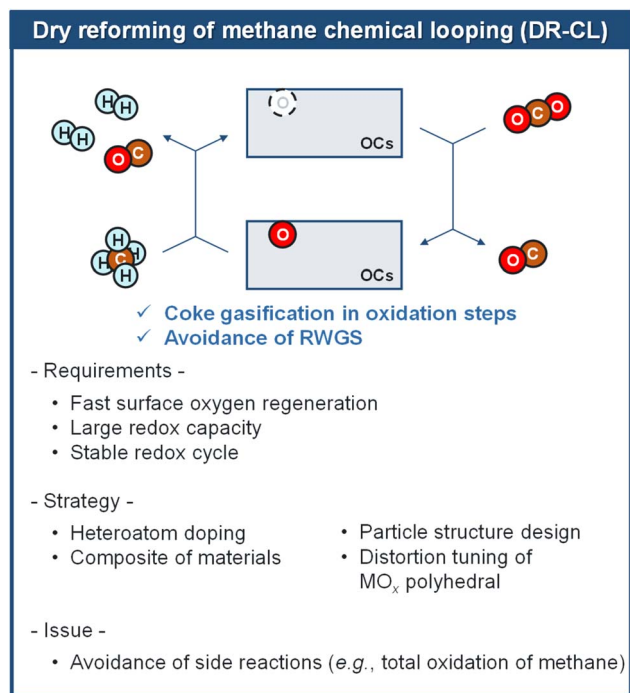 Dry reforming of methane chemical looping (DR-CL)
H H
H H
O C
O
OCs
O C O
H
H C H
H
O
OCs
O C
✓ Coke gasification in oxidation steps
✓ Avoidance of RWGS
- Requirements -
• Fast surface oxygen regeneration
• Large redox capacity
• Stable redox cycle
- Strategy -
• Heteroatom doping
• Composite of materials
• Particle structure design
• Distortion tuning of
MOx polyhedral
- Issue -
• Avoidance of side reactions (e.g., total oxidation of methane)